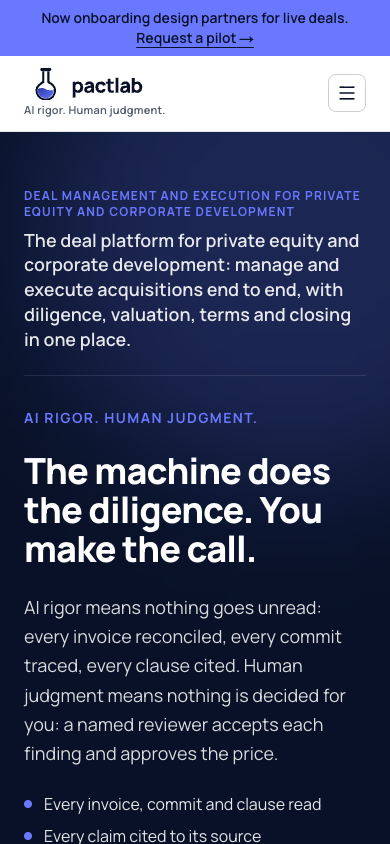 Now onboarding design partners for live deals.
Request a pilot →
pactlab
AI rigor. Human judgment.
DEAL MANAGEMENT AND EXECUTION FOR PRIVATE
EQUITY AND CORPORATE DEVELOPMENT
The deal platform for private equity and
corporate development: manage and
execute acquisitions end to end, with
diligence, valuation, terms and closing
in one place.
AI RIGOR. HUMAN JUDGMENT.
The machine does
the diligence. You
make the call.
AI rigor means nothing goes unread:
every invoice reconciled, every commit
traced, every clause cited. Human
judgment means nothing is decided for
you: a named reviewer accepts each
finding and approves the price.
Every invoice, commit and clause read
Every claim cited to its source